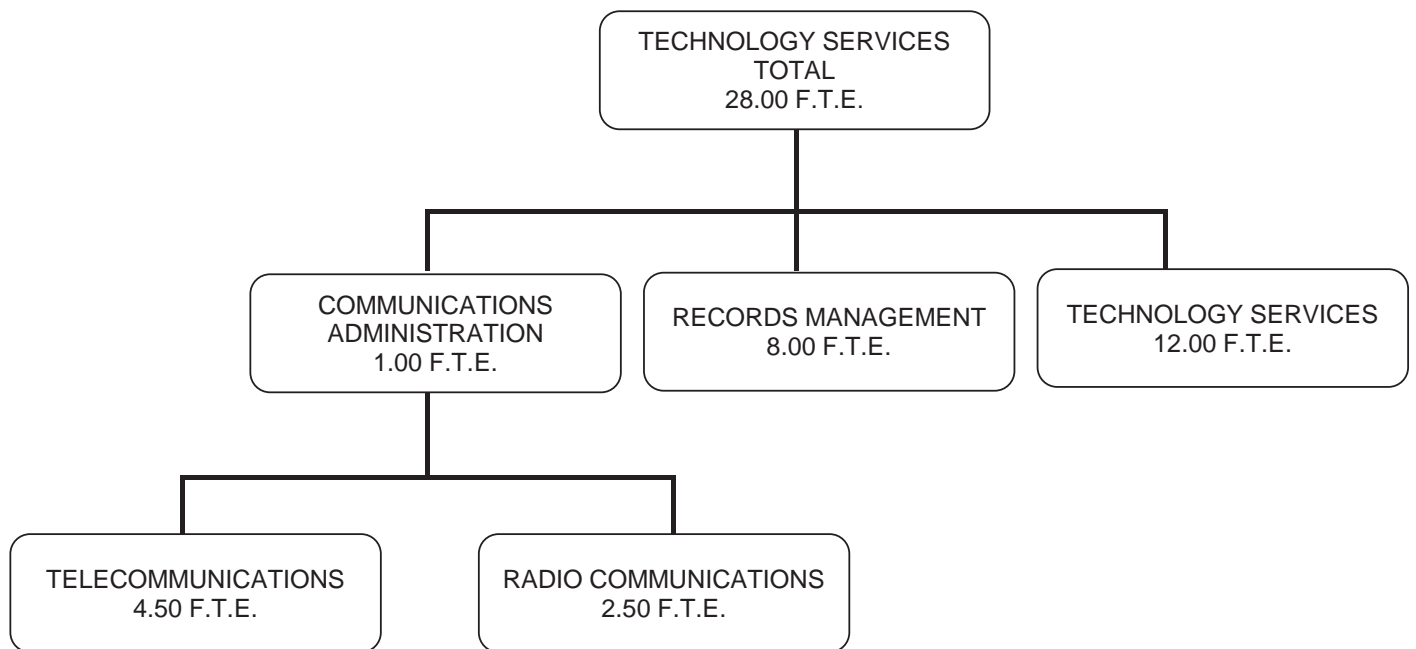 TECHNOLOGY SERVICES
TOTAL
28.00 F.T.E.
COMMUNICATIONS
ADMINISTRATION
1.00 F.T.E.
RECORDS MANAGEMENT
8.00 F.T.E.
TECHNOLOGY SERVICES
12.00 F.T.E.
TELECOMMUNICATIONS
4.50 F.T.E.
RADIO COMMUNICATIONS
2.50 F.T.E.